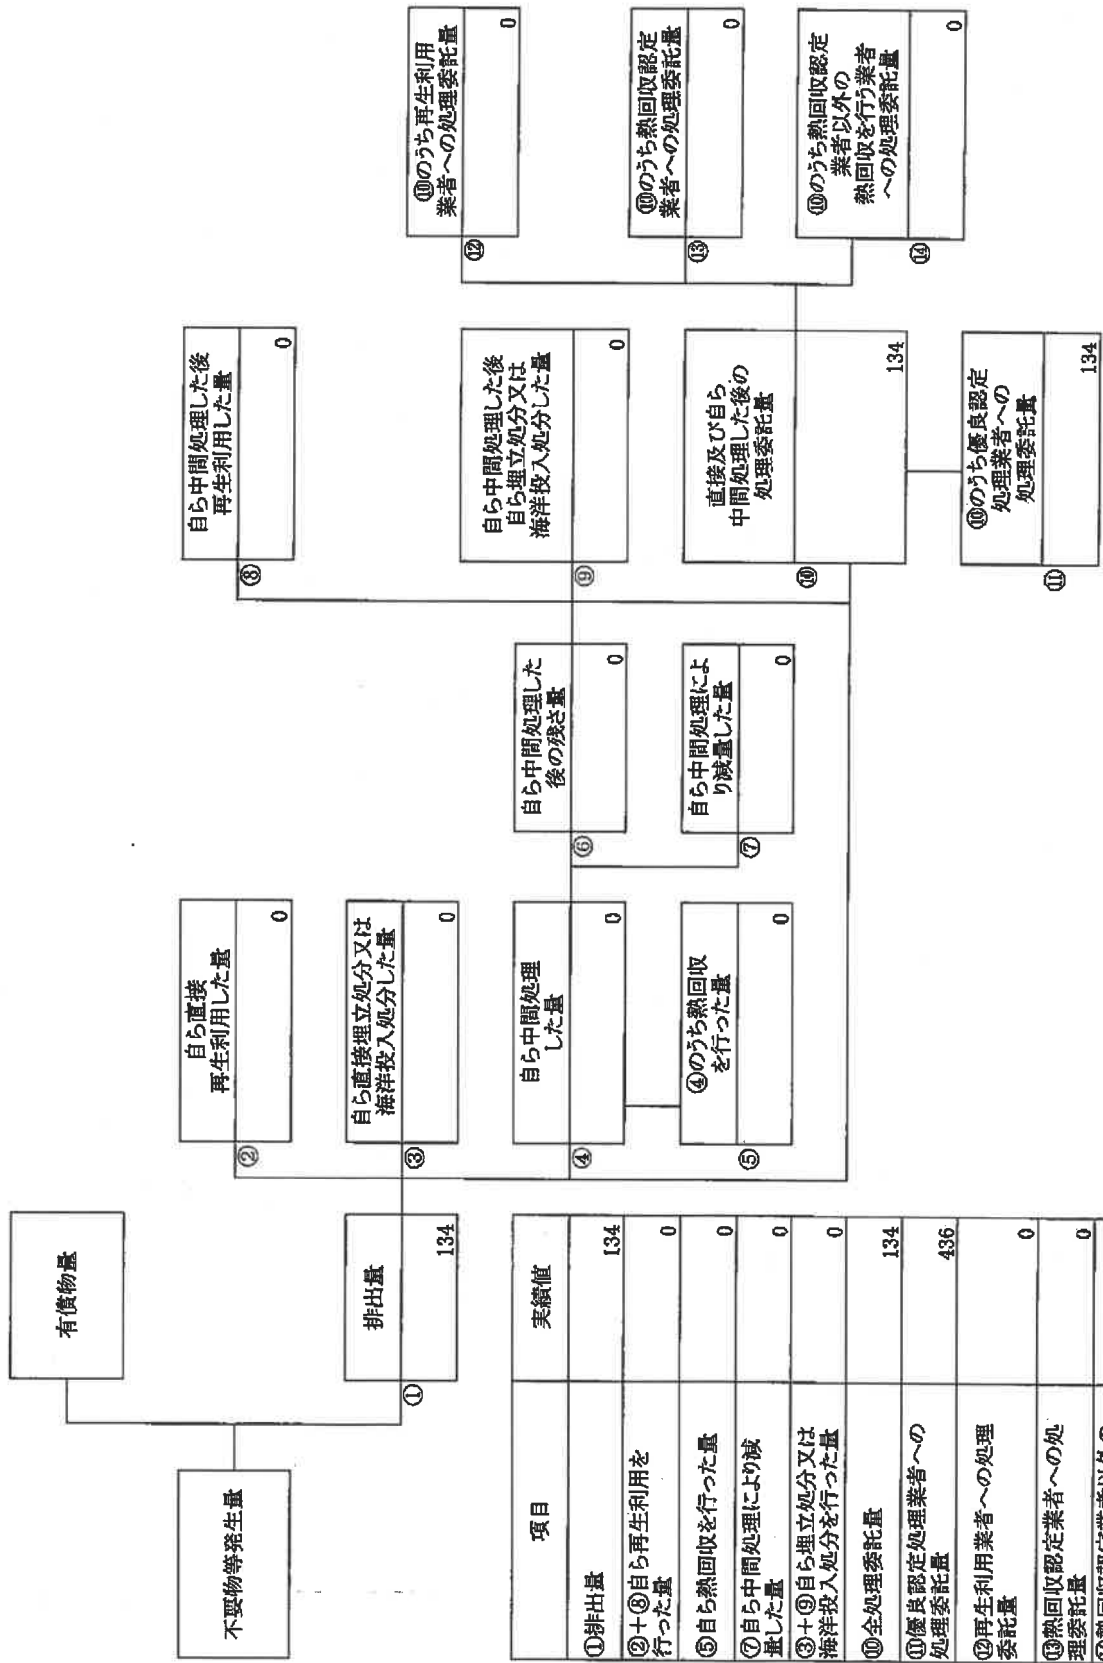 有償物量
不要物等発生量
排出量
①
134
自ら直接
再生利用した量
②
0
自ら直接埋立処分又は
海洋投入処分した量
③
0
自ら中間処理
した量
④
0
④のうち熱回収
を行った量
⑤
0
自ら中間処理した
後の残さ量
⑥
0
自ら中間処理によ
り減量した量
⑦
0
自ら中間処理した後
再生利用した量
⑧
0
自ら中間処理した後
自ら埋立処分又は
海洋投入処分した量
⑨
0
直接及び自ら
中間処理した後の
処理委託量
⑩
134
⑩のうち優良認定
処理業者への
処理委託量
⑪
134
⑩のうち再生利用
業者への処理委託量
⑫
0
⑩のうち熱回収認定
業者への処理委託量
⑬
0
⑩のうち熱回収認定
業者以外の
熱回収を行う業者
への処理委託量
⑭
0
項目 実績値
①排出量 134
②+⑧自ら再生利用を
行った量 0
⑤自ら熱回収を行った量 0
⑦自ら中間処理により減
量した量 0
③+⑨自ら埋立処分又は
海洋投入処分を行った量 0
⑩全処理委託量 134
⑪優良認定処理業者への
処理委託量 436
⑫再生利用業者への処理
委託量 0
⑬熱回収認定業者への処
理委託量 0
⑭熱回収認定業者以外の